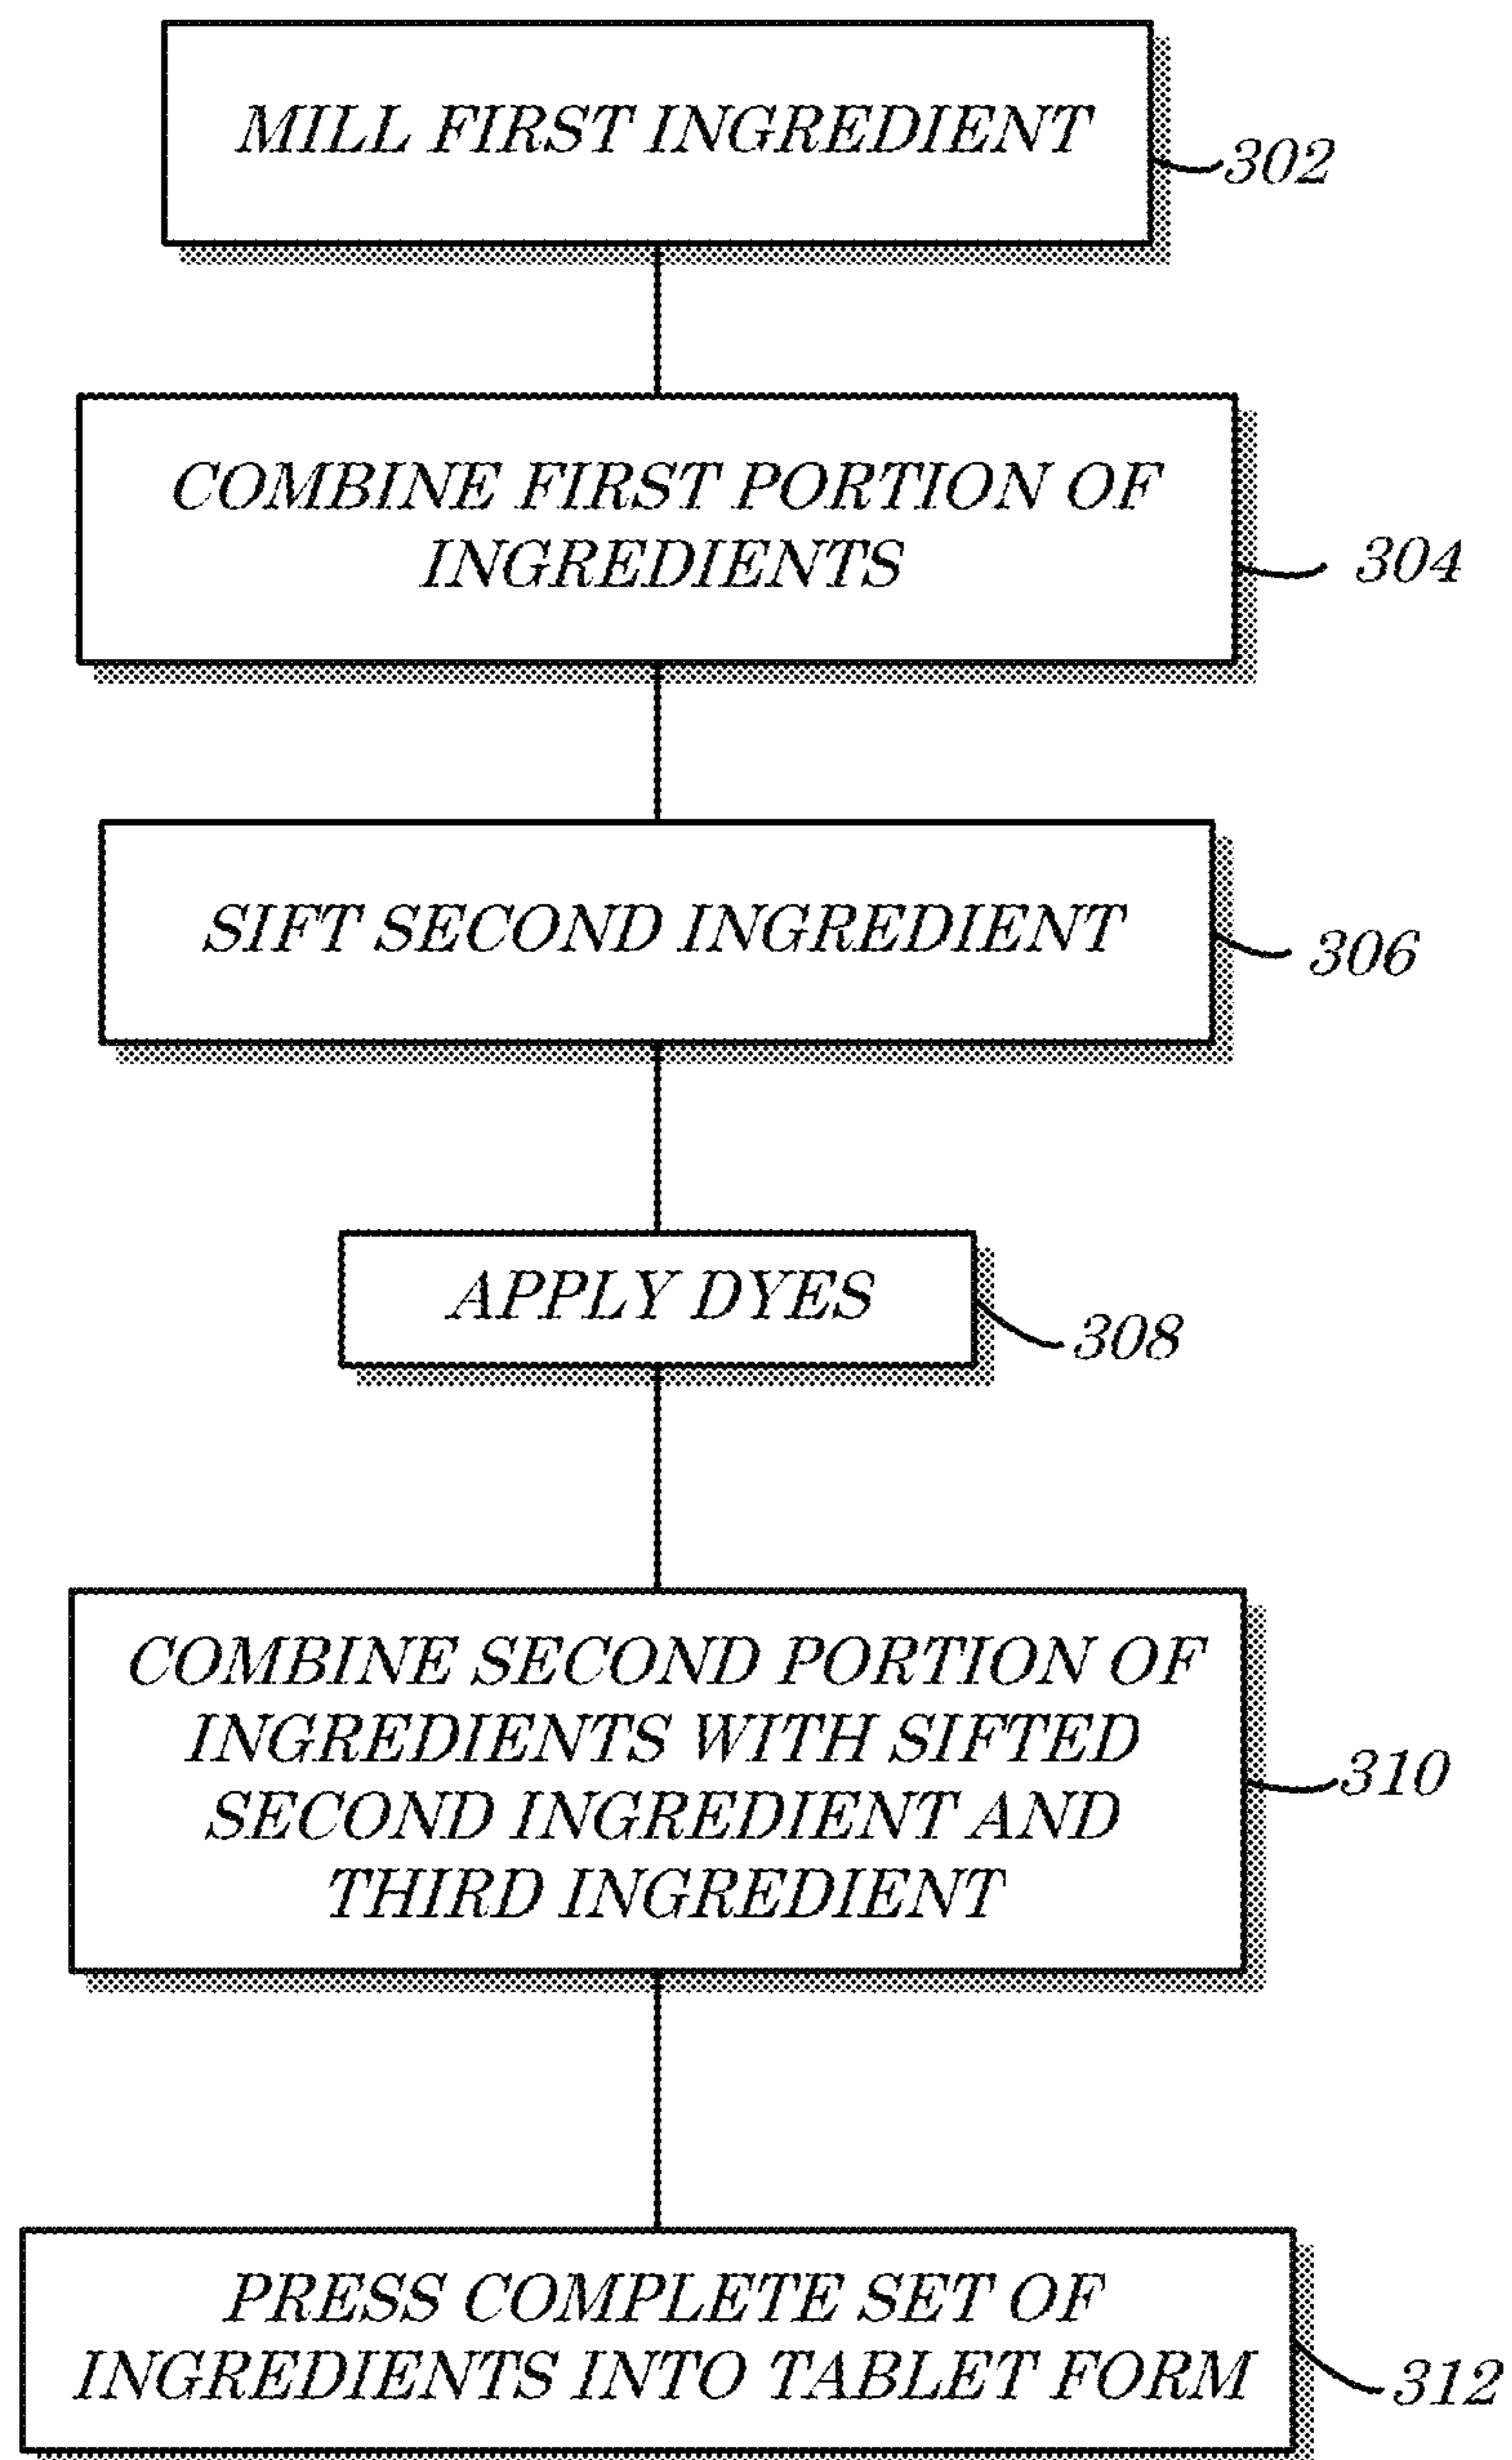 MILL FIRST INGREDIENT
302
COMBINE FIRST PORTION OF
INGREDIENTS
304
SIFT SECOND INGREDIENT
306
APPLY DYES
308
COMBINE SECOND PORTION OF
INGREDIENTS WITH SIFTED
SECOND INGREDIENT AND
THIRD INGREDIENT
310
PRESS COMPLETE SET OF
INGREDIENTS INTO TABLET FORM
312